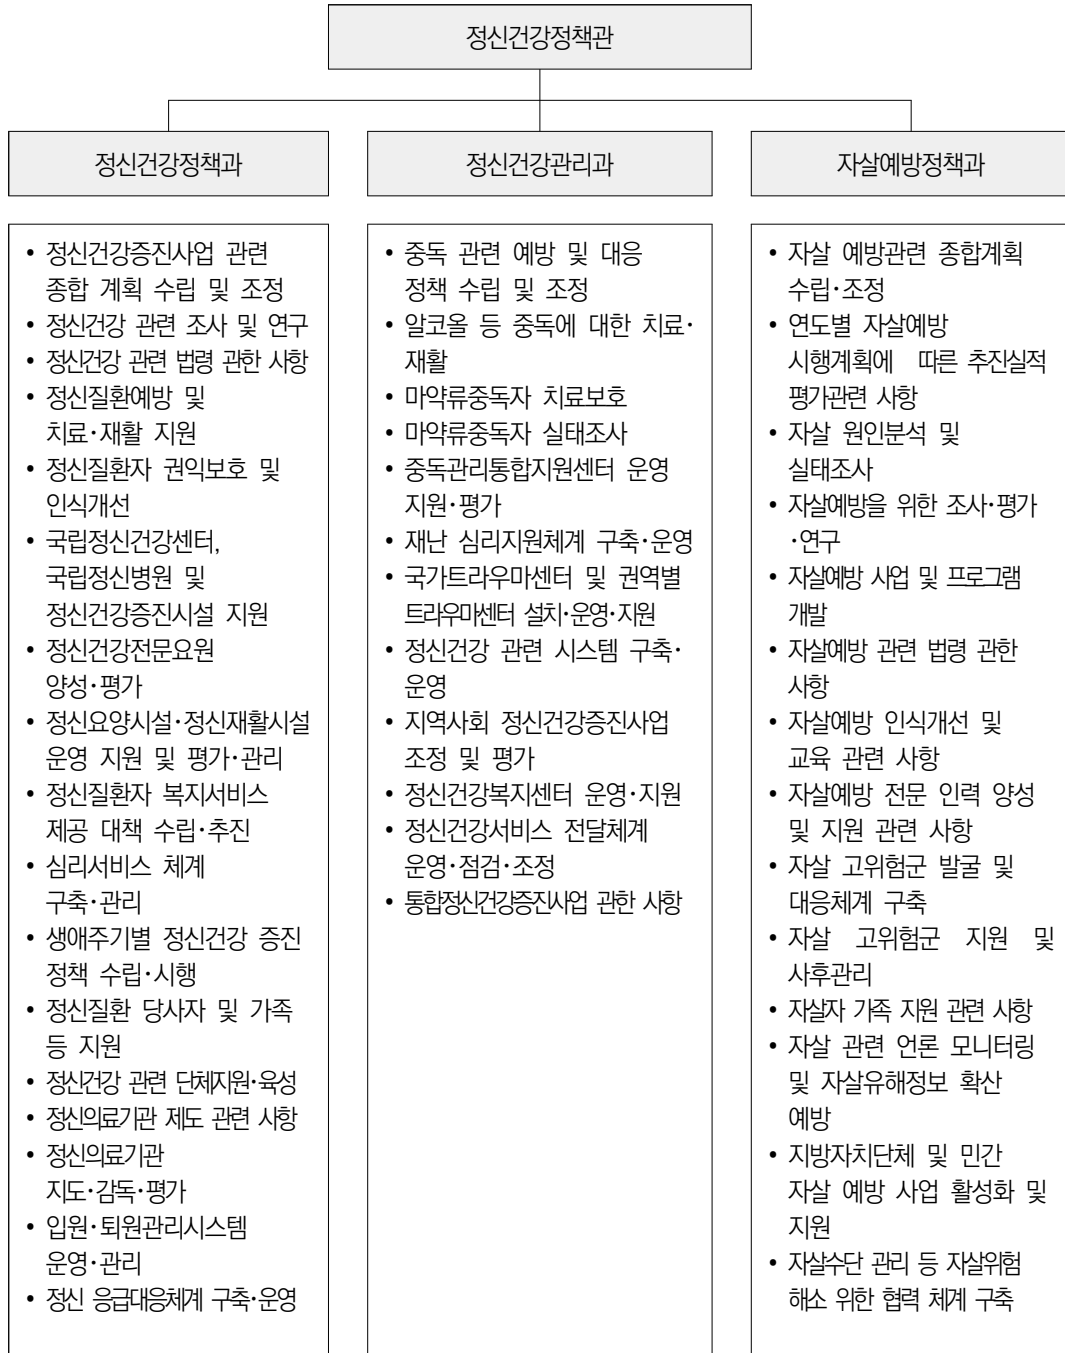 정신건강정책관
정신건강정책과
정신건강관리과
자살예방정책과
• 정신건강증진사업 관련
종합 계획 수립 및 조정
• 정신건강 관련 조사 및 연구
• 정신건강 관련 법령 관한 사항
• 정신질환예방 및
치료·재활 지원
• 정신질환자 권익보호 및
인식개선
• 국립정신건강센터,
국립정신병원 및
정신건강증진시설 지원
• 정신건강전문요원
양성·평가
• 정신요양시설·정신재활시설
운영 지원 및 평가·관리
• 정신질환자 복지서비스
제공 대책 수립·추진
• 심리서비스 체계
구축·관리
• 생애주기별 정신건강 증진
정책 수립·시행
• 정신질환 당사자 및 가족
등 지원
• 정신건강 관련 단체지원·육성
• 정신의료기관 제도 관련 사항
• 정신의료기관
지도·감독·평가
• 입원·퇴원관리시스템
운영·관리
• 정신 응급대응체계 구축·운영
• 중독 관련 예방 및 대응
정책 수립 및 조정
• 알코올 등 중독에 대한 치료·
재활
• 마약류중독자 치료보호
• 마약류중독자 실태조사
• 중독관리통합지원센터 운영
지원·평가
• 재난 심리지원체계 구축·운영
• 국가트라우마센터 및 권역별
트라우마센터 설치·운영·지원
• 정신건강 관련 시스템 구축·
운영
• 지역사회 정신건강증진사업
조정 및 평가
• 정신건강복지센터 운영·지원
• 정신건강서비스 전달체계
운영·점검·조정
• 통합정신건강증진사업 관한 사항
• 자살 예방관련 종합계획
수립·조정
• 연도별 자살예방
시행계획에 따른 추진실적
평가관련 사항
• 자살 원인분석 및
실태조사
• 자살예방을 위한 조사·평가
·연구
• 자살예방 사업 및 프로그램
개발
• 자살예방 관련 법령 관한
사항
• 자살예방 인식개선 및
교육 관련 사항
• 자살예방 전문 인력 양성
및 지원 관련 사항
• 자살 고위험군 발굴 및
대응체계 구축
• 자살 고위험군 지원 및
사후관리
• 자살자 가족 지원 관련 사항
• 자살 관련 언론 모니터링
및 자살유해정보 확산
예방
• 지방자치단체 및 민간
자살 예방 사업 활성화 및
지원
• 자살수단 관리 등 자살위험
해소 위한 협력 체계 구축